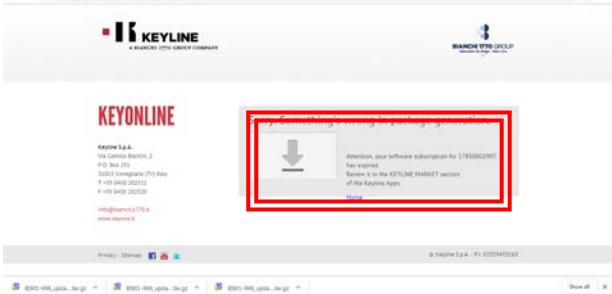 KEYLINE
A BIANCHI 1770 GROUP COMPANY
BIANCHI 1770 GROUP
KEYONLINE
Sorry. Something's wrong in package generation.
Keyline S.p.A.
Via Camillo Bianchi, 2
P.O. Box 251
31015 Conegliano (TV) Italy
T +39 0438 202511
F +39 0438 202520
info@bianchi1770.it
www.keyline.it
Attention, your software subscription for
has expired.
Renew it in the KEYLINE MARKET section
of the Keyline Apps.
Home
Privacy - Sitemap
© Keyline S.p.A. - P.I.
Show all